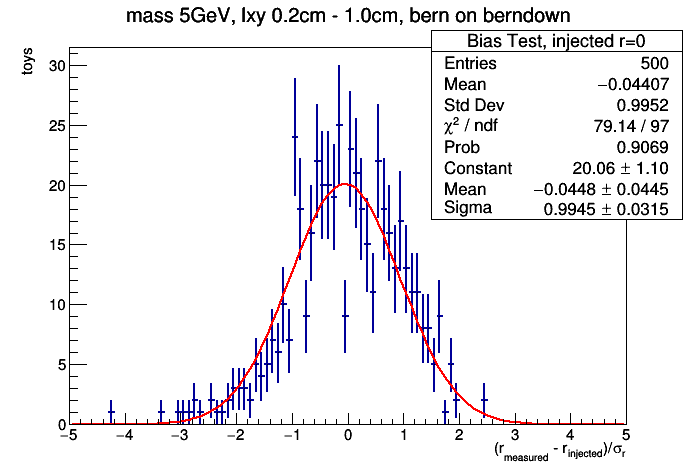 mass 5GeV, lxy 0.2cm - 1.0cm, bern on berndown
Bias Test, injected r=0
Entries 500
Mean −0.04407
Std Dev 0.9952
χ² / ndf 79.14 / 97
Prob 0.9069
Constant 20.06 ± 1.10
Mean −0.0448 ± 0.0445
Sigma 0.9945 ± 0.0315
toys
30
25
20
15
10
5
0
−5 −4 −3 −2 −1 0 1 2 3 4 5
(r_measured - r_injected)/σ_r